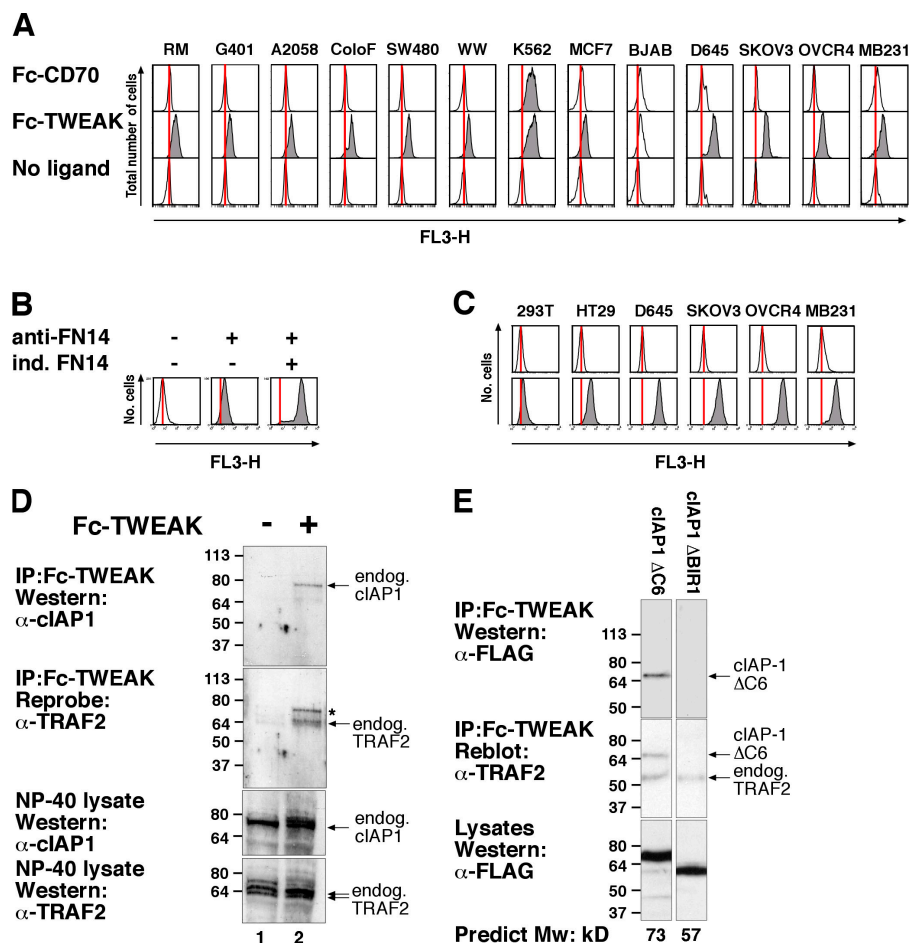 A
RM G401 A2058 ColoF SW480 WW K562 MCF7 BJAB D645 SKOV3 OVCR4 MB231
Fc-CD70
Fc-TWEAK
No ligand
Total number of cells
FL3-H
B
anti-FN14 - + +
ind. FN14 - - +
No. cells
FL3-H
C
293T HT29 D645 SKOV3 OVCR4 MB231
No. cells
FL3-H
D
Fc-TWEAK - +
IP:Fc-TWEAK
Western:
α-cIAP1
113
80
64
50
37
endog.
cIAP1
IP:Fc-TWEAK
Reprobe:
α-TRAF2
113
80
64
50
37
*
endog.
TRAF2
NP-40 lysate
Western:
α-cIAP1
80
64
endog.
cIAP1
NP-40 lysate
Western:
α-TRAF2
80
64
endog.
TRAF2
1 2
E
cIAP1 ΔC6
cIAP1 ΔBIR1
IP:Fc-TWEAK
Western:
α-FLAG
113
80
64
50
cIAP-1
ΔC6
IP:Fc-TWEAK
Reblot:
α-TRAF2
80
64
50
37
cIAP-1
ΔC6
endog.
TRAF2
Lysates
Western:
α-FLAG
80
64
50
37
Predict Mw: kD 73 57